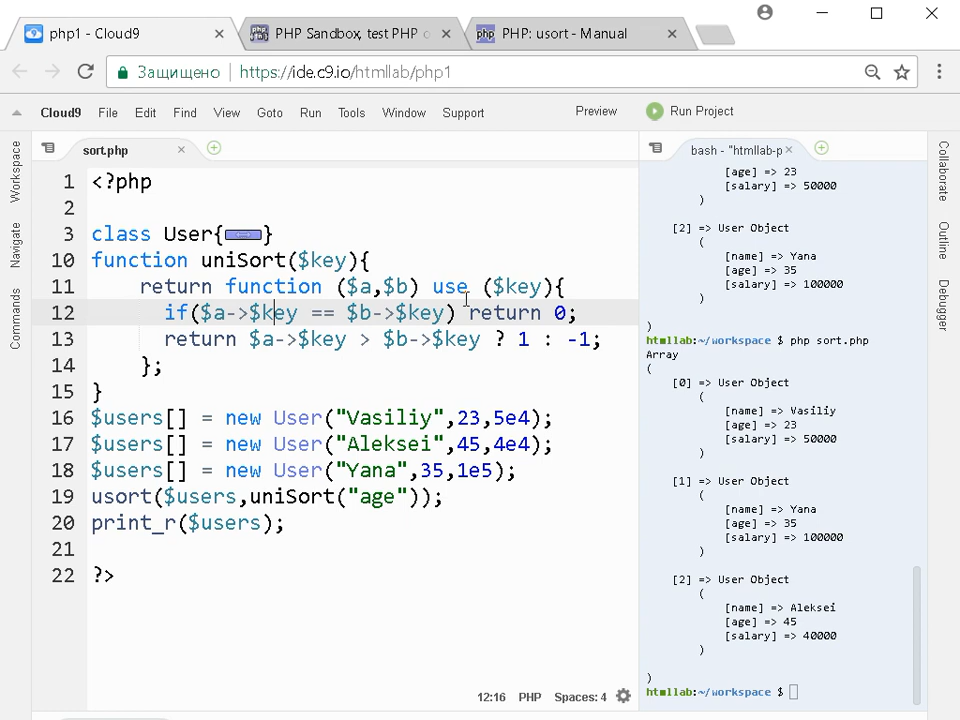 php1 - Cloud9
PHP Sandbox, test PHP
PHP: usort - Manual
Защищено
https://ide.c9.io/htmllab/php1
Cloud9 File Edit Find View Goto Run Tools Window Support Preview Run Project
Workspace
Navigate
Commands
sort.php
1 <?php
2
3 class User{}
10 function uniSort($key){
11 return function ($a,$b) use ($key){
12 if($a->$key == $b->$key) return 0;
13 return $a->$key > $b->$key ? 1 : -1;
14 };
15 }
16 $users[] = new User("Vasiliy",23,5e4);
17 $users[] = new User("Aleksei",45,4e4);
18 $users[] = new User("Yana",35,1e5);
19 usort($users,uniSort("age"));
20 print_r($users);
21
22 ?>
12:16 PHP Spaces: 4
bash - "htmllab-p
[age] => 23
[salary] => 50000
)
[2] => User Object
(
[name] => Yana
[age] => 35
[salary] => 100000
)
)
htmllab:~/workspace $ php sort.php
Array
(
[0] => User Object
(
[name] => Vasiliy
[age] => 23
[salary] => 50000
)
[1] => User Object
(
[name] => Yana
[age] => 35
[salary] => 100000
)
[2] => User Object
(
[name] => Aleksei
[age] => 45
[salary] => 40000
)
)
htmllab:~/workspace $
Collaborate
Outline
Debugger